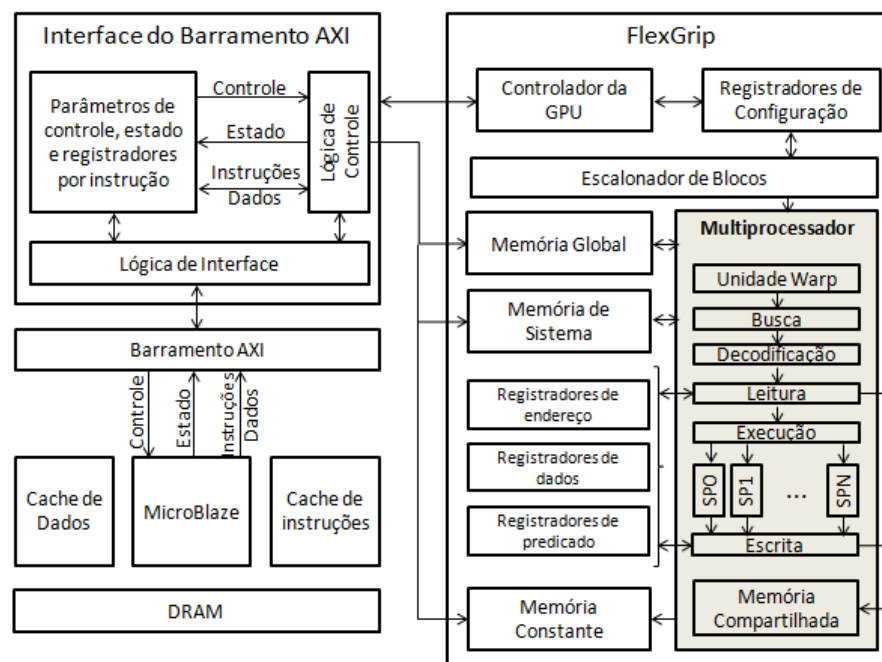 Interface do Barramento AXI
Parâmetros de
controle, estado
e registradores
por instrução
Controle
Estado
Instruções
Dados
Lógica de
Controle
Lógica de Interface
Barramento AXI
Controle
Estado
Instruções
Dados
Cache de
Dados
MicroBlaze
Cache de
instruções
DRAM
FlexGrip
Controlador da
GPU
Registradores de
Configuração
Escalonador de Blocos
Memória Global
Memória de
Sistema
Registradores de
endereço
Registradores
de dados
Registradores de
predicado
Memória
Constante
Multiprocessador
Unidade Warp
Busca
Decodificação
Leitura
Execução
SP0
SP1
...
SPN
Escrita
Memória
Compartilhada